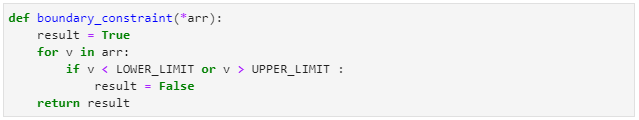 def boundary_constraint(*arr):
    result = True
    for v in arr:
        if v < LOWER_LIMIT or v > UPPER_LIMIT :
            result = False
    return result